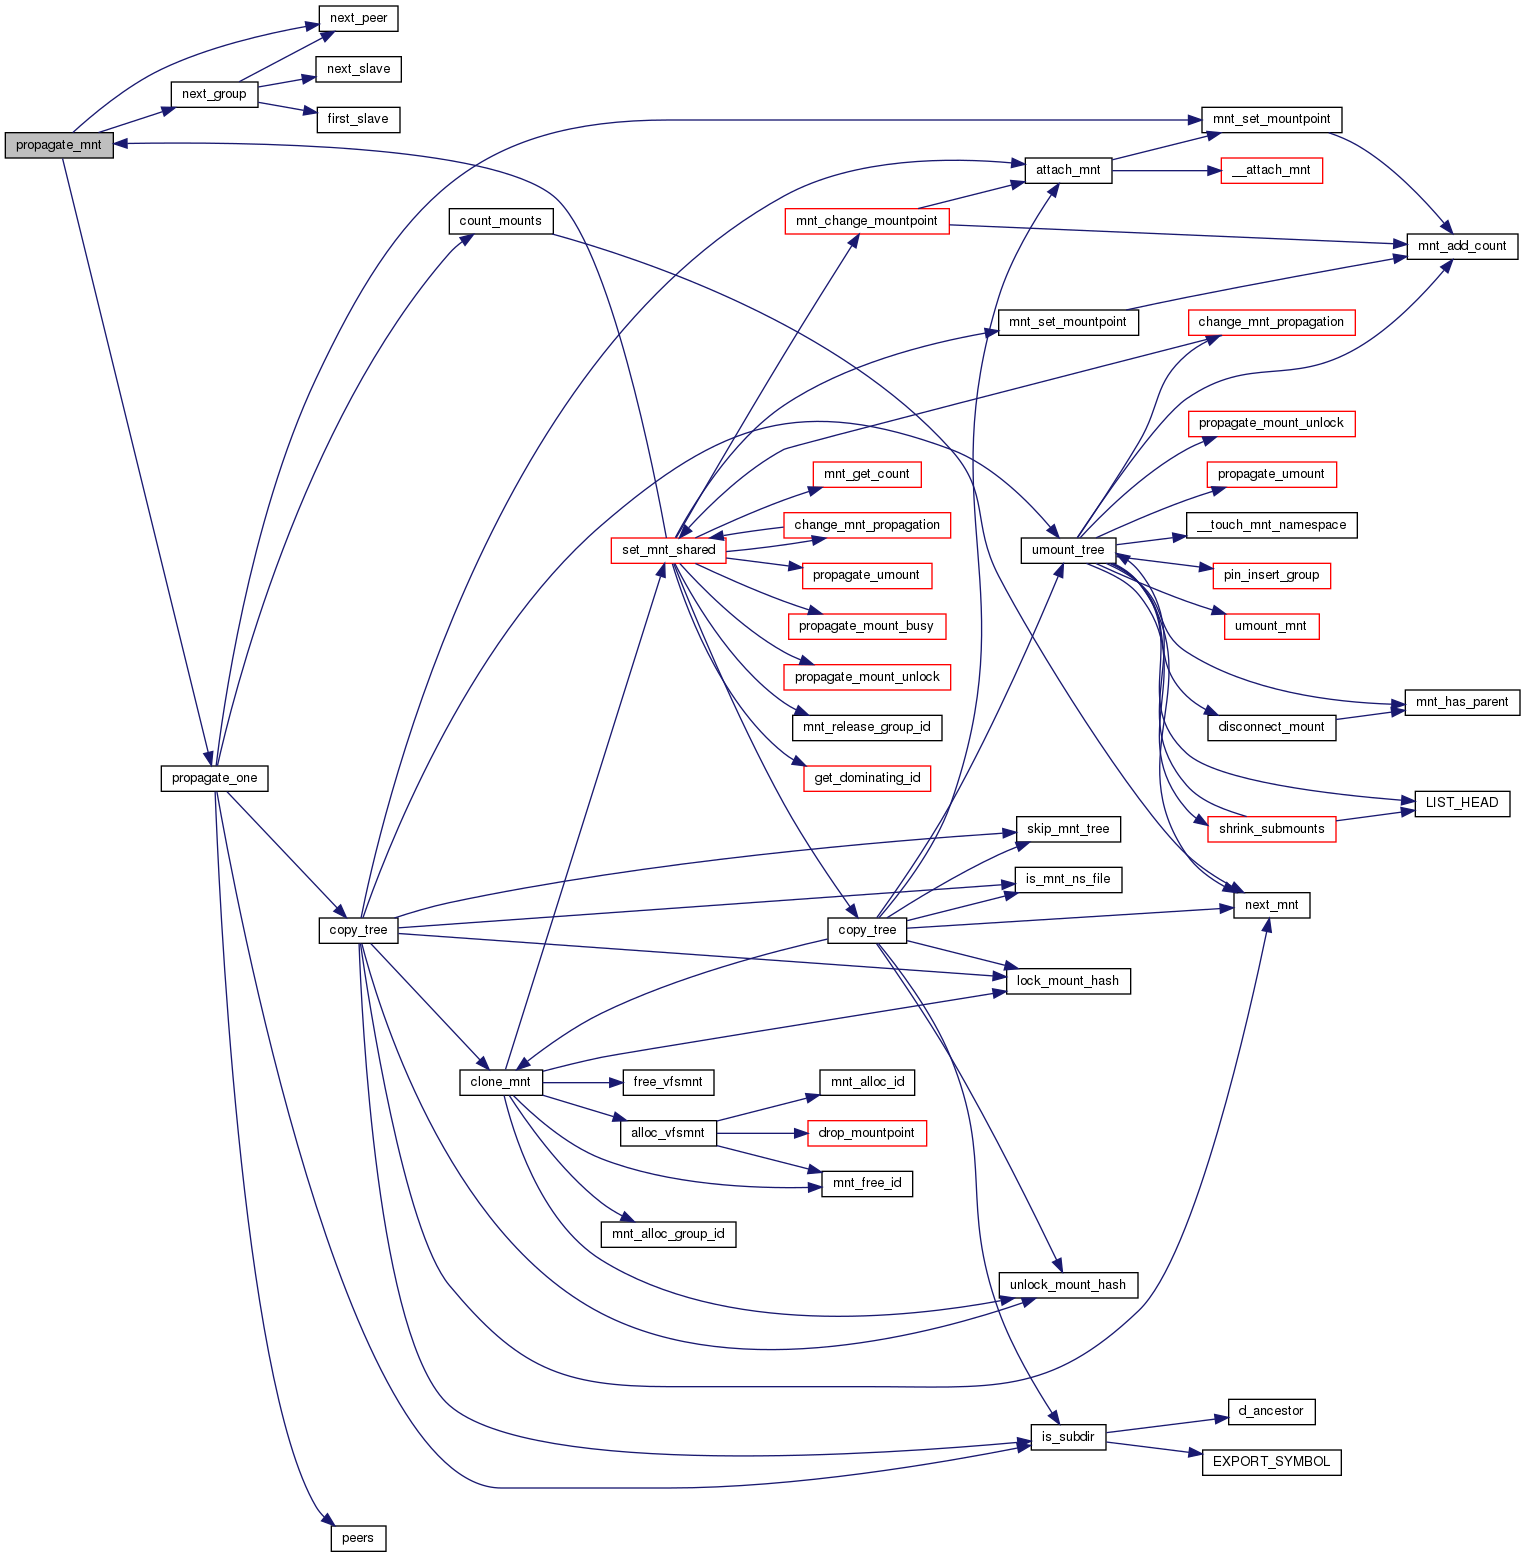 next_peer
next_slave
next_group
first_slave
propagate_mnt
mnt_set_mountpoint
attach_mnt
__attach_mnt
count_mounts
mnt_change_mountpoint
mnt_add_count
mnt_set_mountpoint
change_mnt_propagation
propagate_mount_unlock
mnt_get_count
propagate_umount
change_mnt_propagation
__touch_mnt_namespace
set_mnt_shared
umount_tree
propagate_umount
pin_insert_group
propagate_mount_busy
umount_mnt
propagate_mount_unlock
mnt_has_parent
mnt_release_group_id
disconnect_mount
propagate_one
get_dominating_id
LIST_HEAD
skip_mnt_tree
shrink_submounts
is_mnt_ns_file
next_mnt
copy_tree
copy_tree
lock_mount_hash
clone_mnt
free_vfsmnt
mnt_alloc_id
alloc_vfsmnt
drop_mountpoint
mnt_free_id
mnt_alloc_group_id
unlock_mount_hash
d_ancestor
is_subdir
EXPORT_SYMBOL
peers